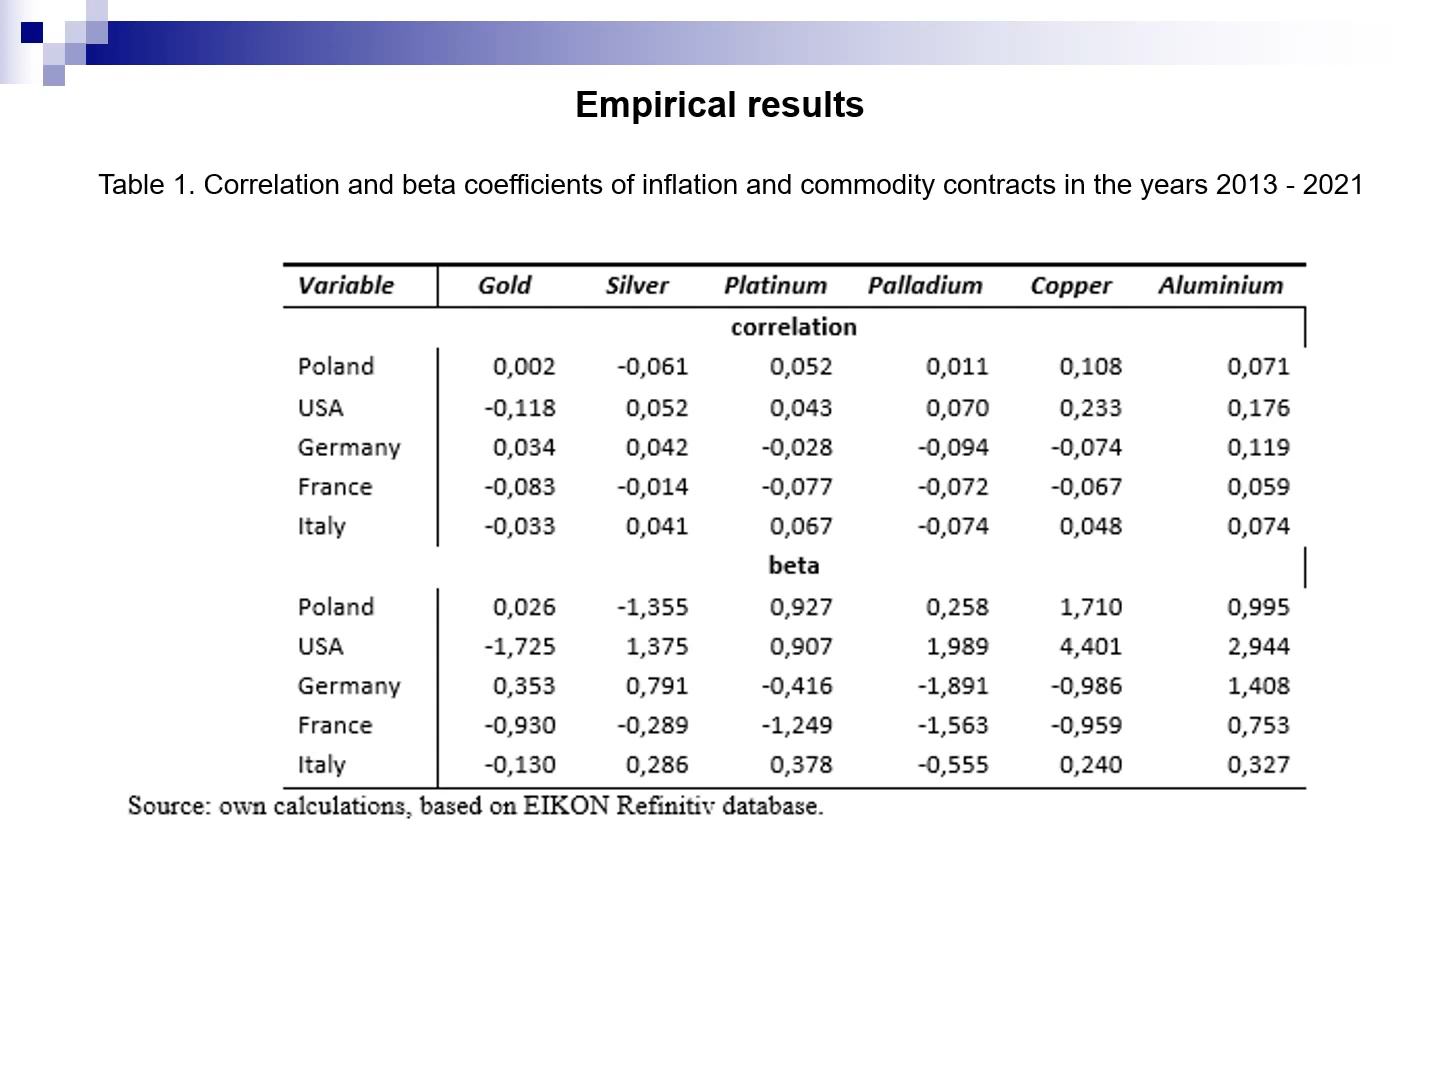 Empirical results
Table 1. Correlation and beta coefficients of inflation and commodity contracts in the years 2013 - 2021
Variable Gold Silver Platinum Palladium Copper Aluminium
correlation
Poland 0,002 -0,061 0,052 0,011 0,108 0,071
USA -0,118 0,052 0,043 0,070 0,233 0,176
Germany 0,034 0,042 -0,028 -0,094 -0,074 0,119
France -0,083 -0,014 -0,077 -0,072 -0,067 0,059
Italy -0,033 0,041 0,067 -0,074 0,048 0,074
beta
Poland 0,026 -1,355 0,927 0,258 1,710 0,995
USA -1,725 1,375 0,907 1,989 4,401 2,944
Germany 0,353 0,791 -0,416 -1,891 -0,986 1,408
France -0,930 -0,289 -1,249 -1,563 -0,959 0,753
Italy -0,130 0,286 0,378 -0,555 0,240 0,327
Source: own calculations, based on EIKON Refinitiv database.